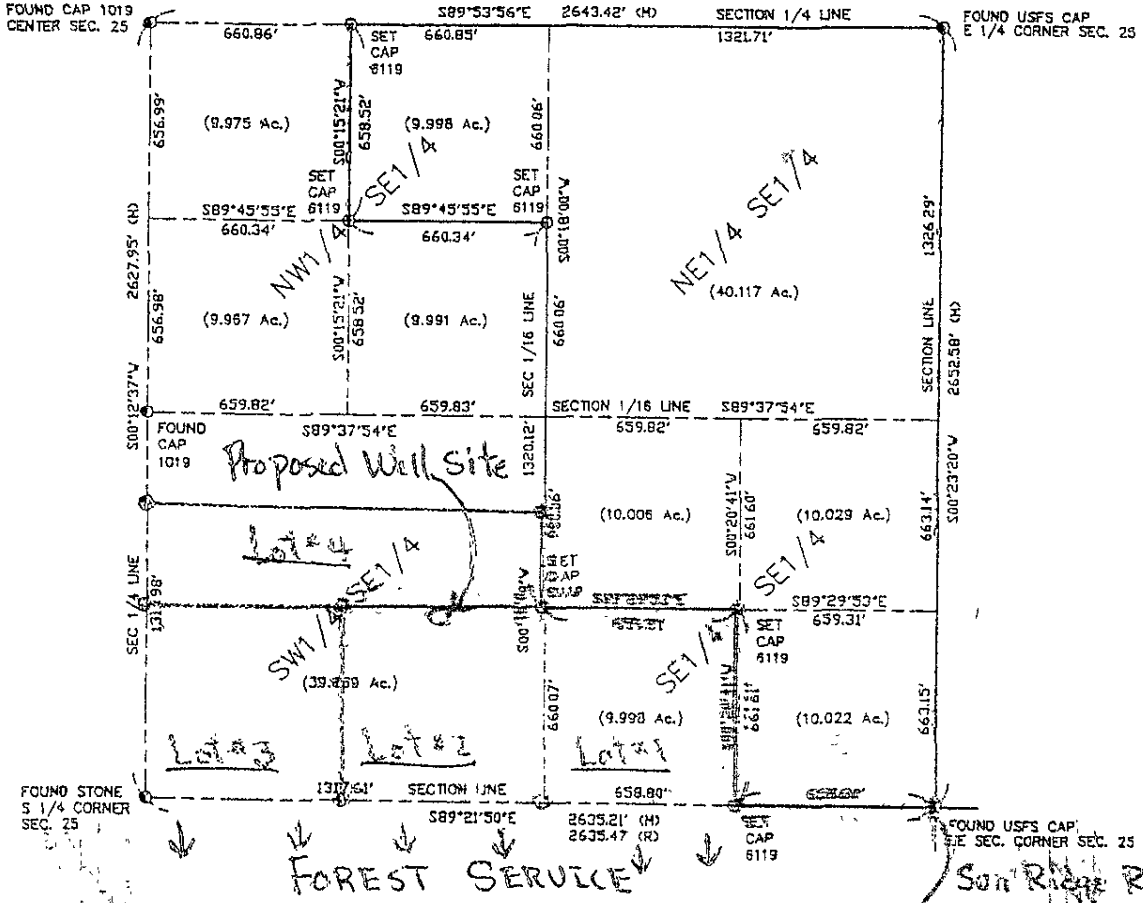 FOUND CAP 1019
CENTER SEC. 25
S89°53'56"E 2643.42' (M) SECTION 1/4 LINE
FOUND USFS CAP
E 1/4 CORNER SEC. 25
660.86'
660.85'
1321.71'
SET
CAP
6119
656.99'
(9.975 Ac.)
S00°15'21"W
658.52'
(9.998 Ac.)
660.06'
SET
CAP
6119
SET
CAP
6119
S89°45'55"E
660.34'
S89°45'55"E
660.34'
S00°18'00"W
NW1/4 SE1/4
NE1/4 SE1/4
(40.117 Ac.)
1326.29'
2627.95' (M)
656.98'
(9.967 Ac.)
S00°15'21"W
658.52'
(9.991 Ac.)
SEC 1/16 LINE
660.06'
SECTION LINE
2652.58' (M)
S00°12'37"W
659.82'
659.83'
SECTION 1/16 LINE
S89°37'54"E
S89°37'54"E
659.82'
659.82'
FOUND
CAP
1019
Proposed Well Site
1320.12'
660.06'
(10.006 Ac.)
S00°20'41"W
661.60'
(10.029 Ac.)
663.14'
S00°23'20"W
Lot #4
SEC 1/4 LINE
SET
CAP
SW1/4 SE1/4
SE1/4 SE1/4
S89°29'53"E
659.31'
SET
CAP
6119
660.07'
(9.998 Ac.)
661.61'
(10.022 Ac.)
663.15'
Lot #3
Lot #2
Lot #1
FOUND STONE
S 1/4 CORNER
SEC. 25
1317.61' SECTION LINE
S89°21'50"E
658.80'
2635.21' (M)
2635.47 (R)
SET
CAP
6119
FOUND USFS CAP
SEC. CORNER SEC. 25
FOREST SERVICE
Sun Ridge R